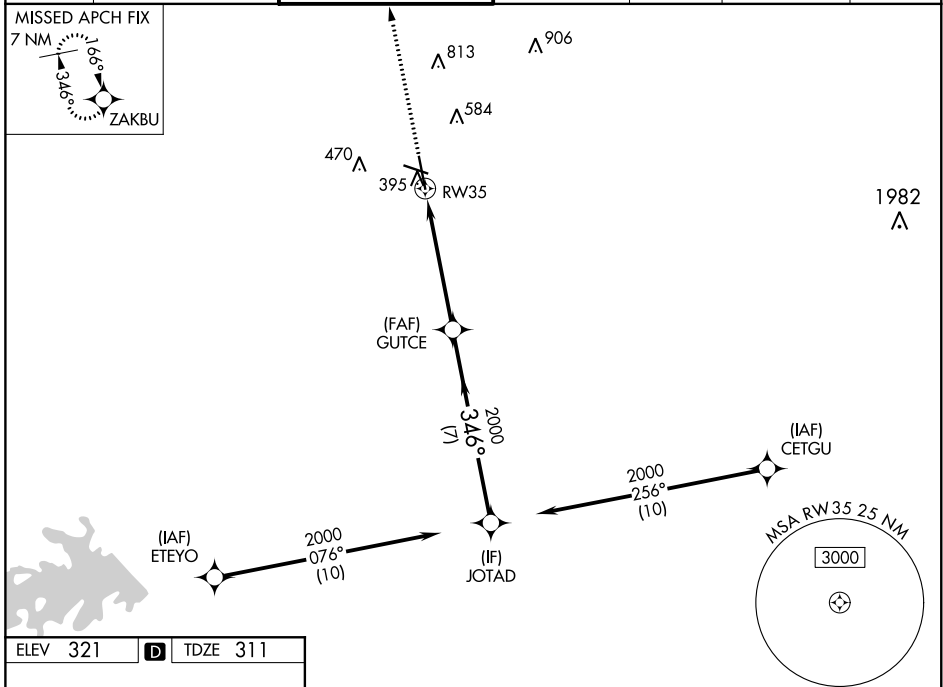 MISSED APCH FIX
7 NM
166°
346°
ZAKBU
813
906
584
470
395
RW35
1982
(FAF)
GUTCE
2000
346°
(7)
(IAF)
CETGU
2000
256°
(10)
(IAF)
ETEYO
2000
076°
(10)
(IF)
JOTAD
MSA RW35 25 NM
3000
ELEV 321 D TDZE 311